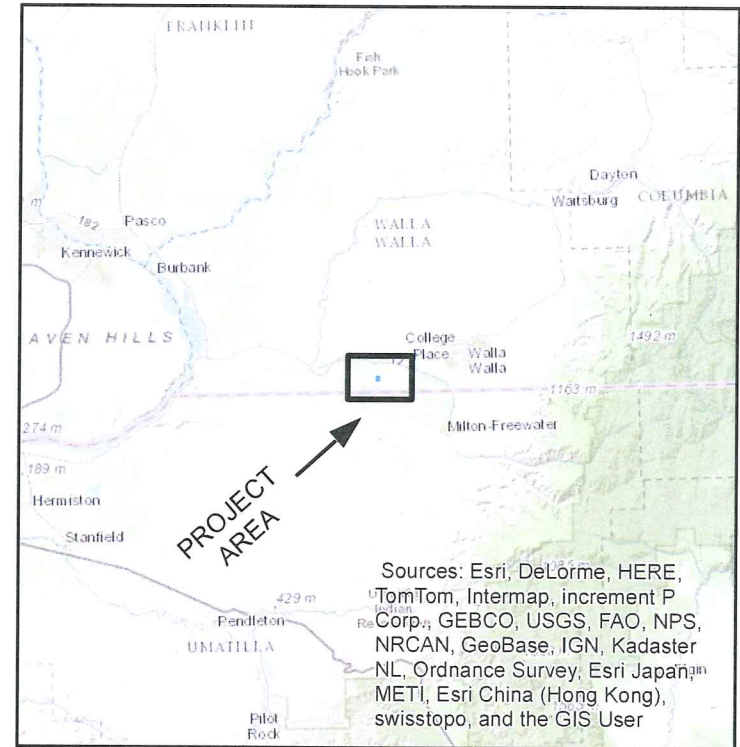 FRANKLIN
Fish
Hook Park
Dayton
Waitsburg
COLUMBIA
m
182
Pasco
WALLA
WALLA
Kennewick
Burbank
AVEN HILLS
College
Place
1492 m
12
Walla
Walla
1163 m
274 m
Milton-Freewater
189 m
Hermiston
PROJECT
AREA
Stanfield
Sources: Esri, DeLorme, HERE,
TomTom, Intermap, increment P
Corp., GEBCO, USGS, FAO, NPS,
NRCAN, GeoBase, IGN, Kadaster
NL, Ordnance Survey, Esri Japan,
METI, Esri China (Hong Kong),
swisstopo, and the GIS User
429 m
Indian
Pendleton
UMATILLA
Pilot
Rock